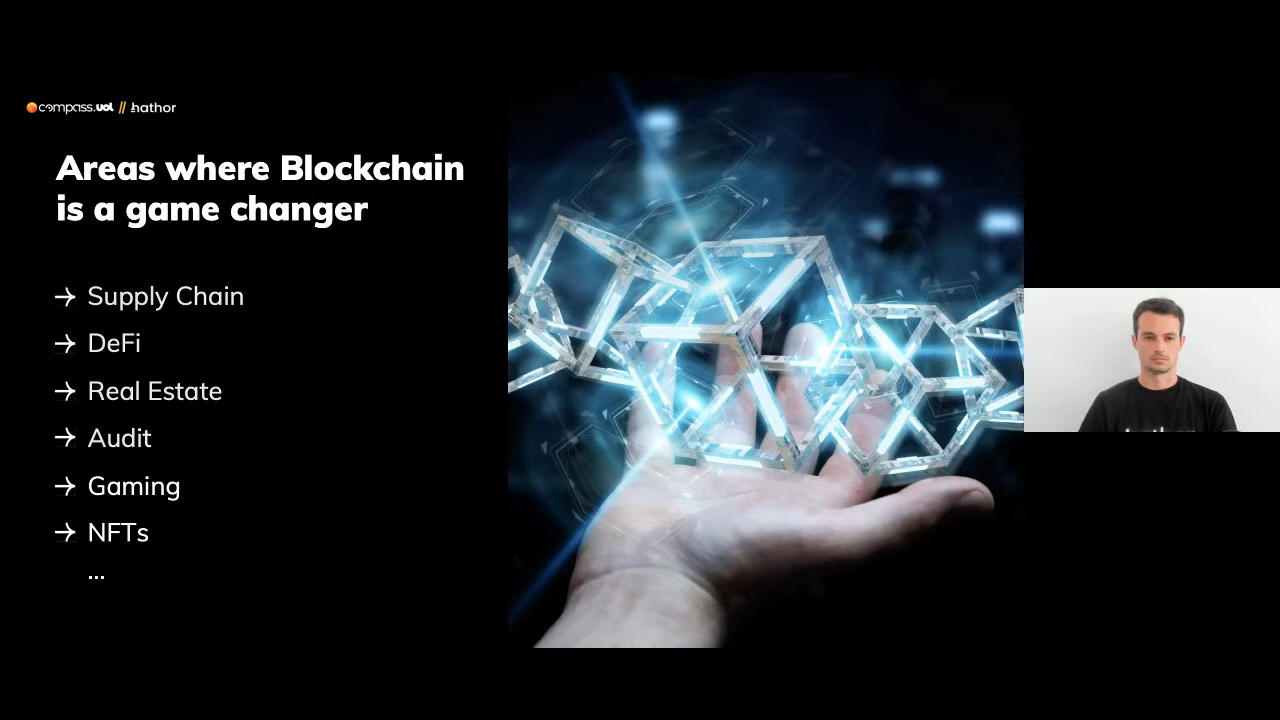 compass.uol // hathor
Areas where Blockchain
is a game changer
Supply Chain
DeFi
Real Estate
Audit
Gaming
NFTs
...